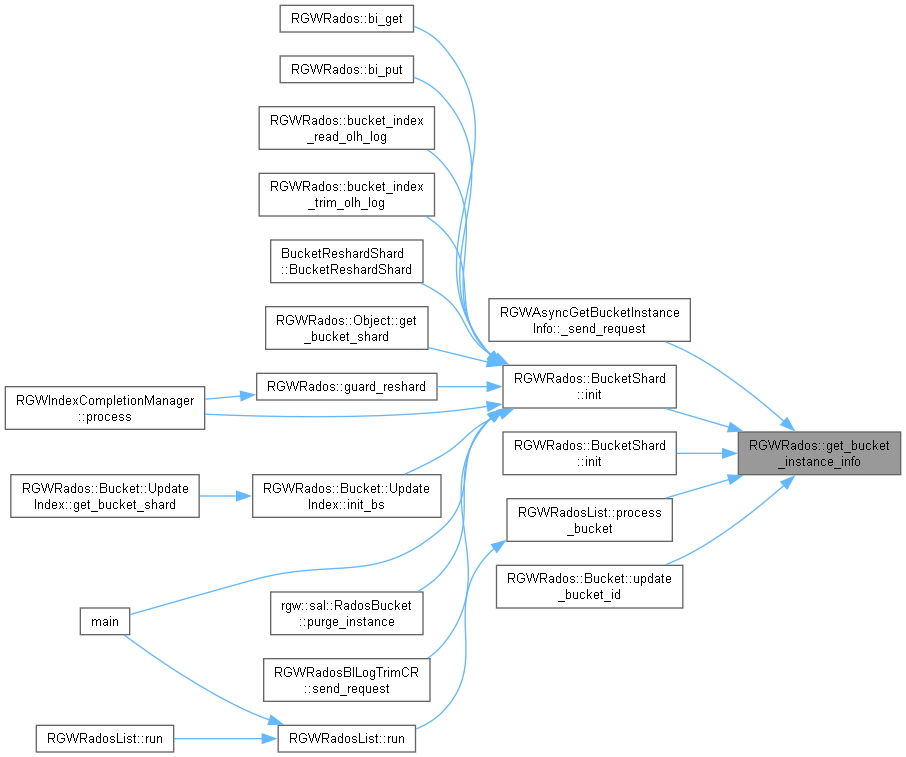 RGWRados::bi_get
RGWRados::bi_put
RGWRados::bucket_index
_read_olh_log
RGWRados::bucket_index
_trim_olh_log
BucketReshardShard
::BucketReshardShard
RGWRados::Object::get
_bucket_shard
RGWRados::guard_reshard
RGWIndexCompletionManager
::process
RGWRados::Bucket::Update
Index::get_bucket_shard
RGWRados::Bucket::Update
Index::init_bs
rgw::sal::RadosBucket
::purge_instance
main
RGWRadosBILogTrimCR
::send_request
RGWRadosList::run
RGWRadosList::run
RGWAsyncGetBucketInstance
Info::_send_request
RGWRados::BucketShard
::init
RGWRados::BucketShard
::init
RGWRadosList::process
_bucket
RGWRados::Bucket::update
_bucket_id
RGWRados::get_bucket
_instance_info